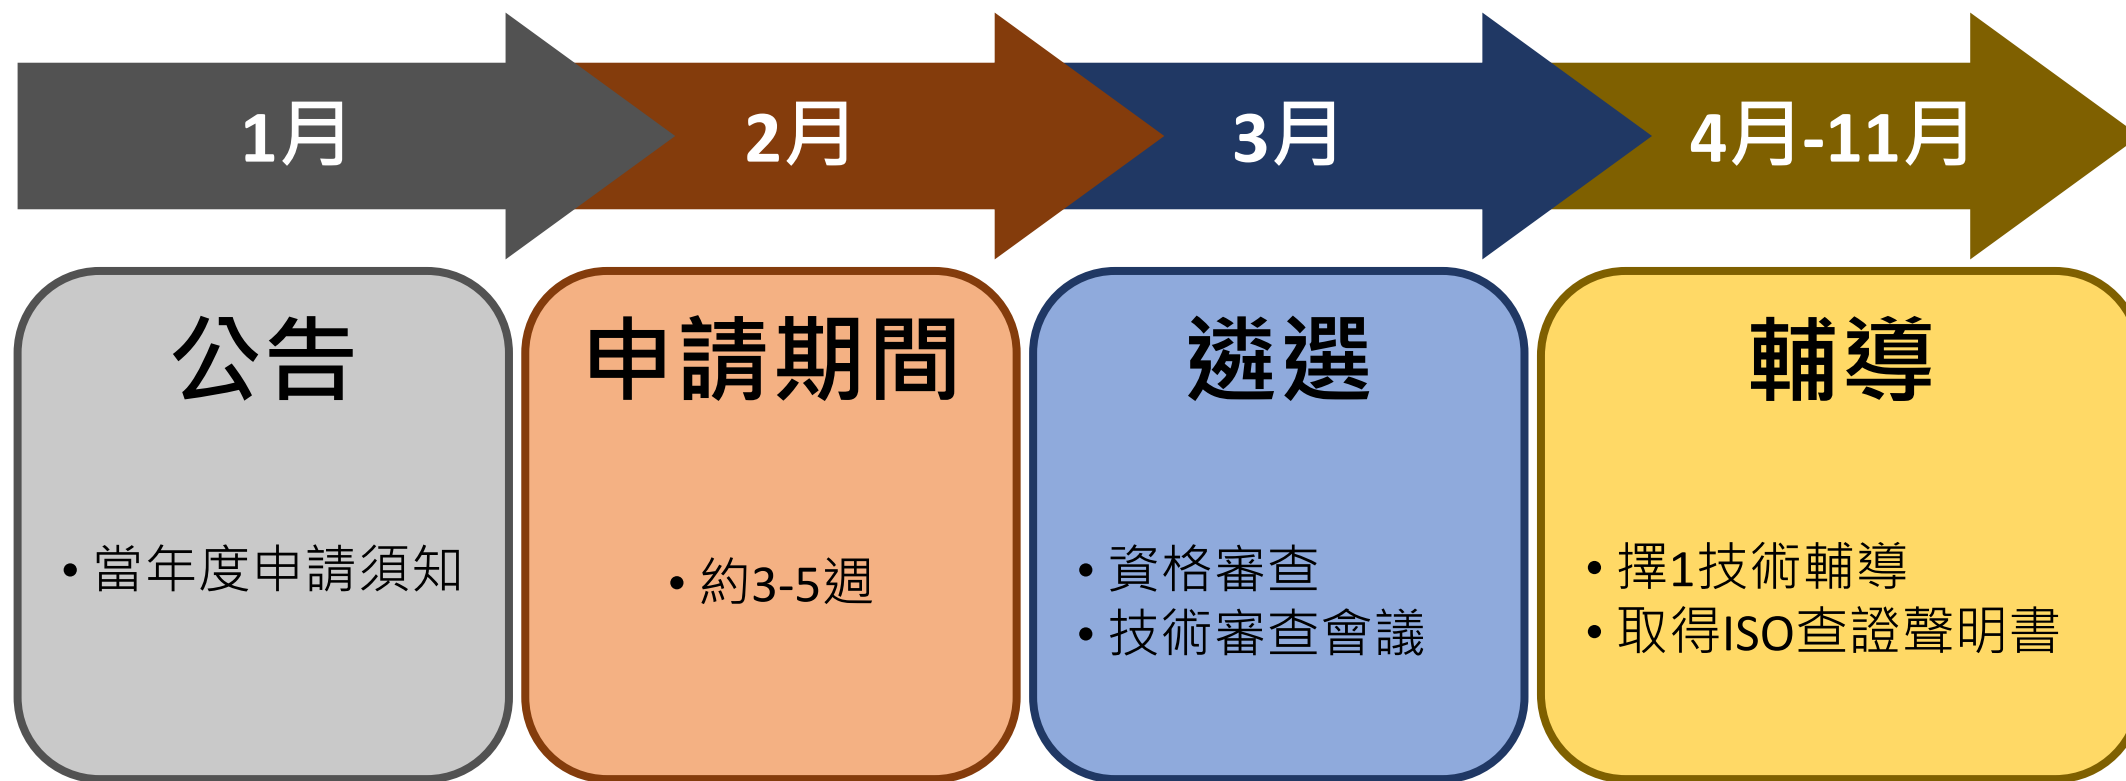 1月
2月
3月
4月-11月
公告
• 當年度申請須知
申請期間
• 約3-5週
遴選
• 資格審查
• 技術審查會議
輔導
• 擇1技術輔導
• 取得ISO查證聲明書